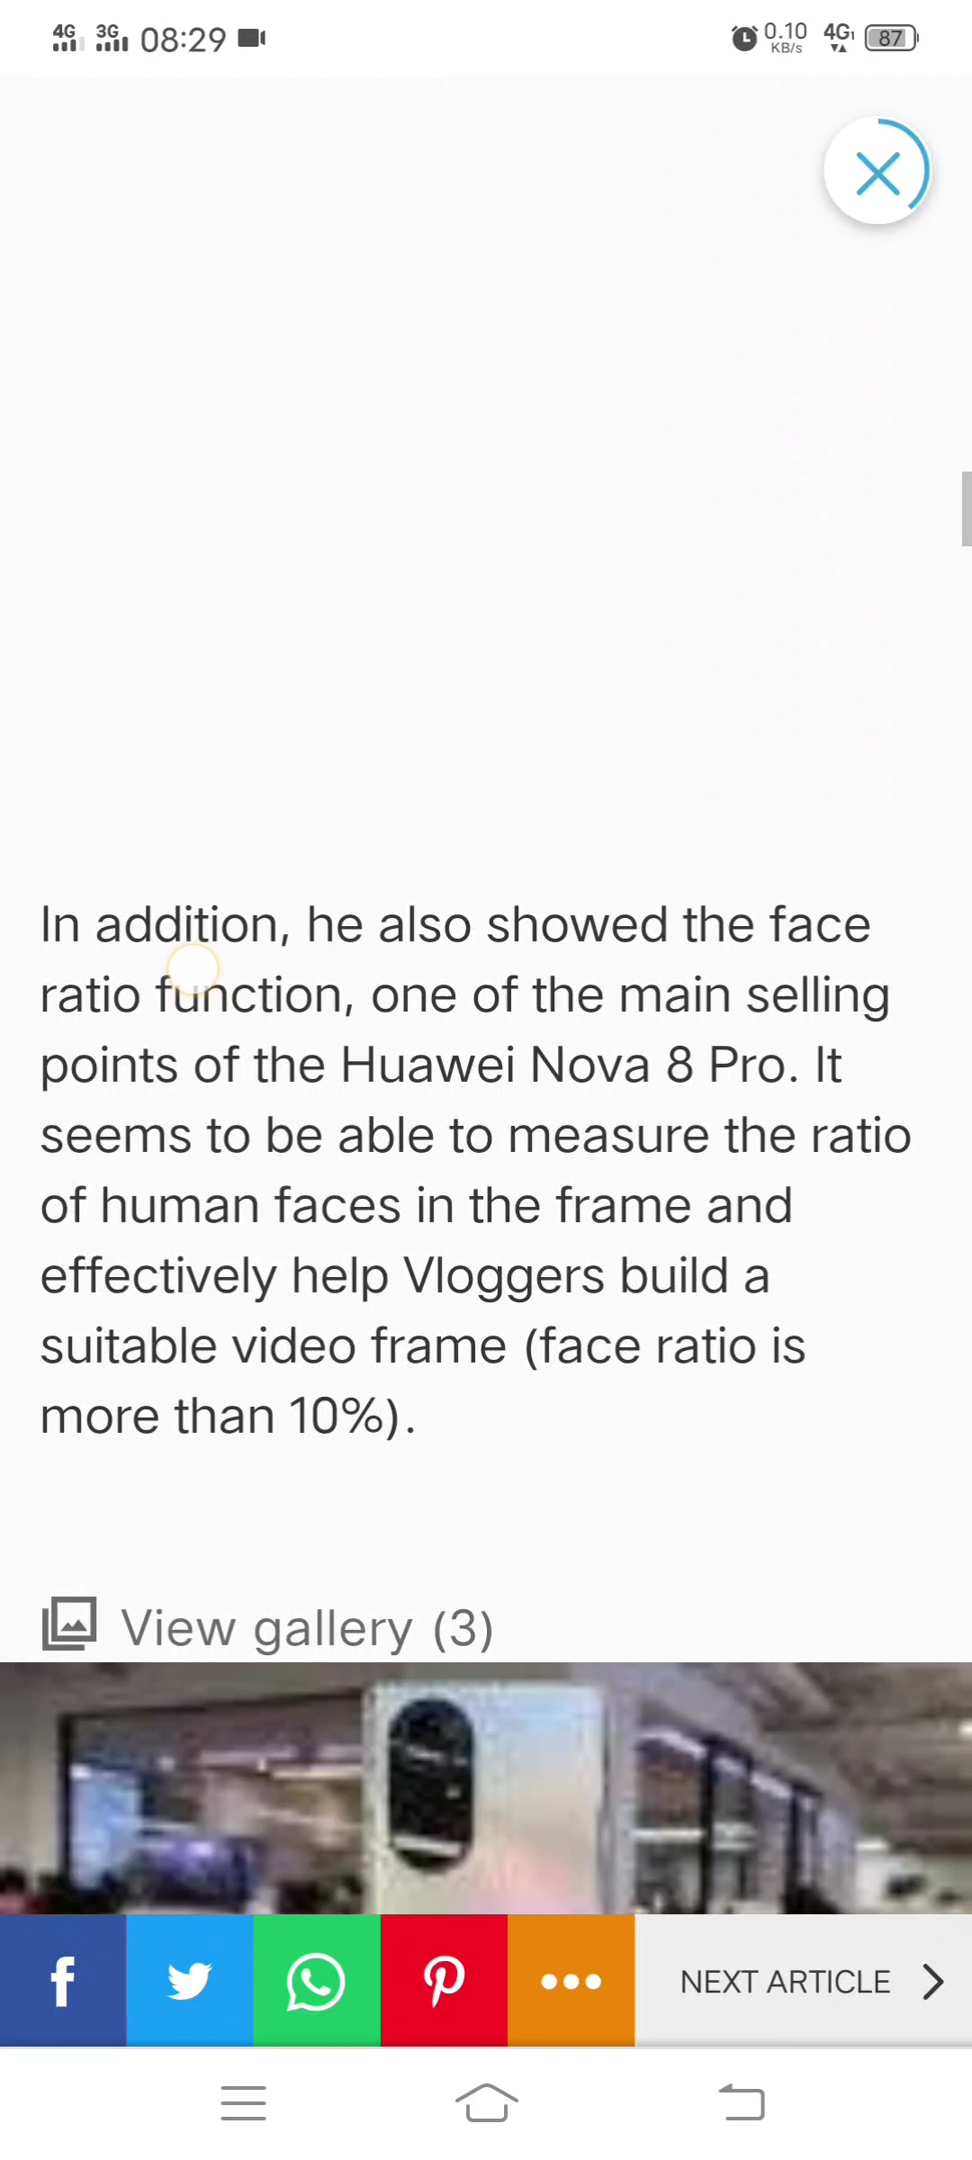 4G 3G 08:29 0.10 KB/s 4G1 87
In addition, he also showed the face
ratio function, one of the main selling
points of the Huawei Nova 8 Pro. It
seems to be able to measure the ratio
of human faces in the frame and
effectively help Vloggers build a
suitable video frame (face ratio is
more than 10%).
View gallery (3)
NEXT ARTICLE